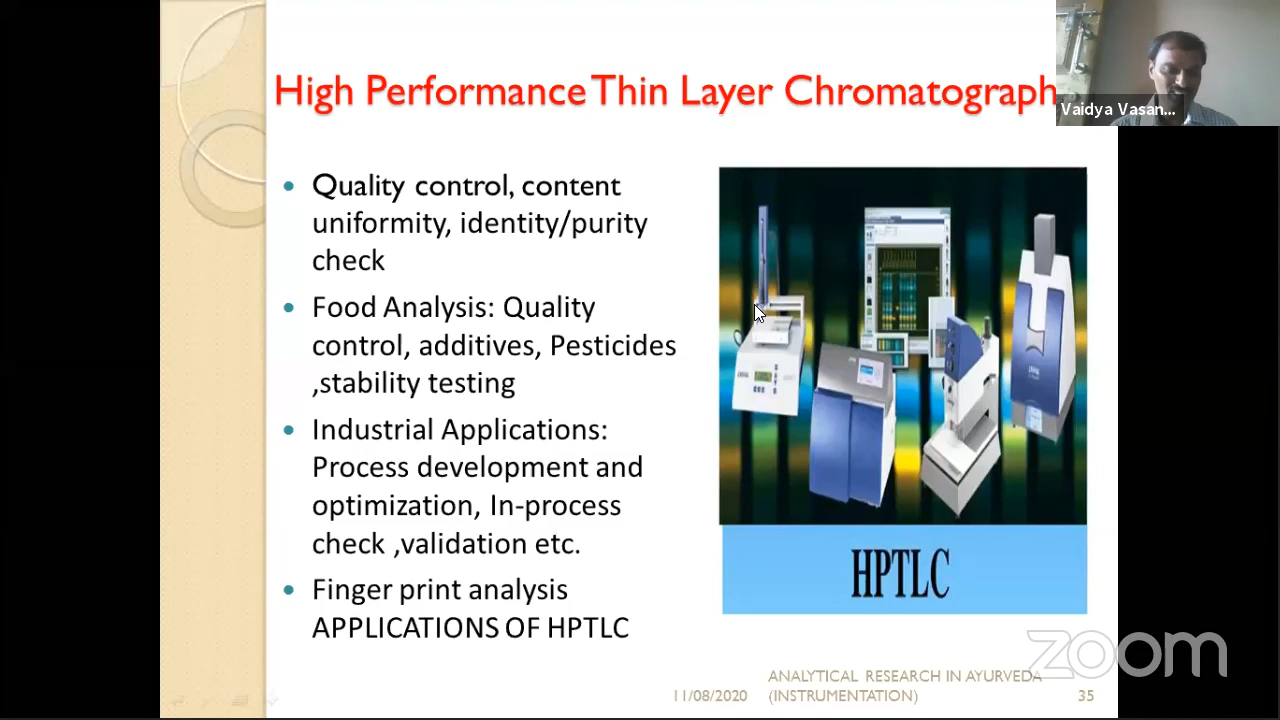 High Performance Thin Layer Chromatograph
Vaidya Vasan...
Quality control, content
uniformity, identity/purity
check
Food Analysis: Quality
control, additives, Pesticides
,stability testing
Industrial Applications:
Process development and
optimization, In-process
check ,validation etc.
Finger print analysis
APPLICATIONS OF HPTLC
HPTLC
zoom
11/08/2020
ANALYTICAL RESEARCH IN AYURVEDA
(INSTRUMENTATION)
35